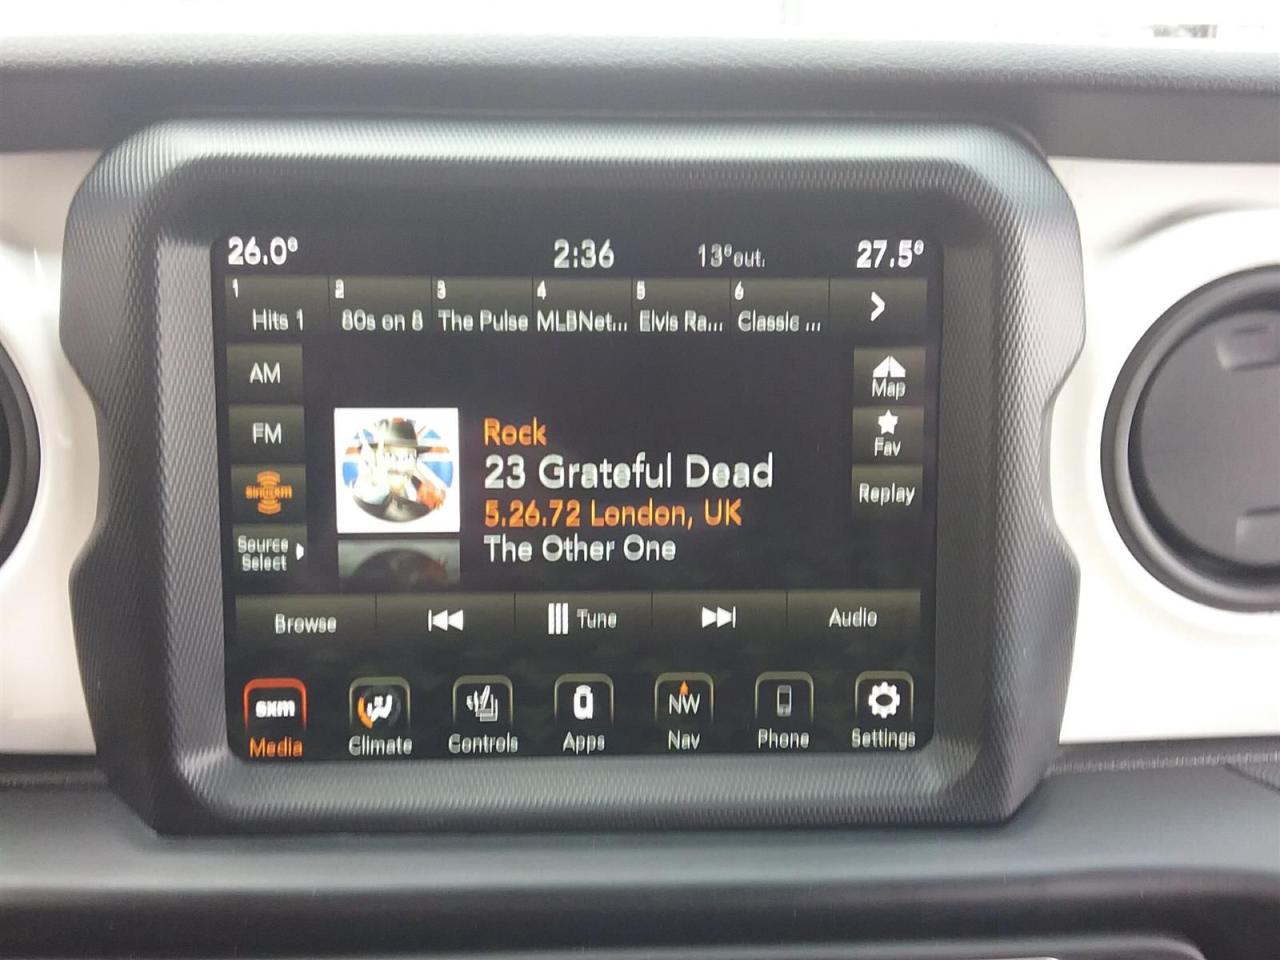 26.0° 2:36 13°out. 27.5°
1 2 3 4 5 6
Hits 1 80s on 8 The Pulse MLBNet... Elvis Ra... Classic ...
AM
Map
FM
Rock
Fav
23 Grateful Dead
siriusxm
Replay
5.26.72 London, UK
Source
Select
The Other One
Browse Tune Audio
sxm NW
Media Climate Controls Apps Nav Phone Settings